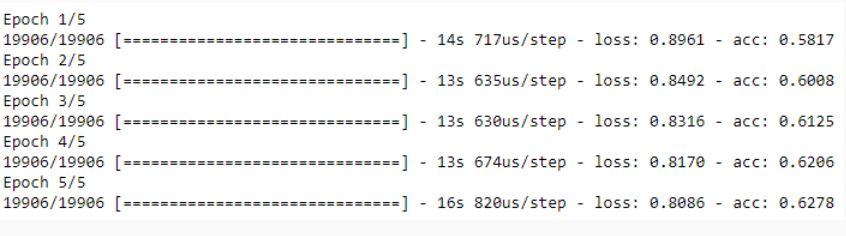 Epoch 1/5
19906/19906 [==============================] - 14s 717us/step - loss: 0.8961 - acc: 0.5817
Epoch 2/5
19906/19906 [==============================] - 13s 635us/step - loss: 0.8492 - acc: 0.6008
Epoch 3/5
19906/19906 [==============================] - 13s 630us/step - loss: 0.8316 - acc: 0.6125
Epoch 4/5
19906/19906 [==============================] - 13s 674us/step - loss: 0.8170 - acc: 0.6206
Epoch 5/5
19906/19906 [==============================] - 16s 820us/step - loss: 0.8086 - acc: 0.6278